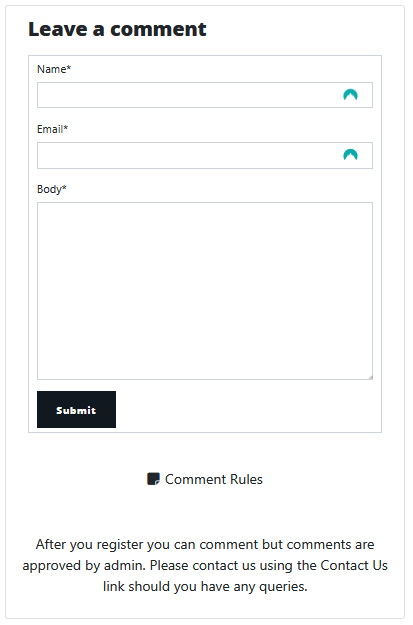 Leave a comment
Name*
Email*
Body*
Submit
Comment Rules
After you register you can comment but comments are
approved by admin. Please contact us using the Contact Us
link should you have any queries.